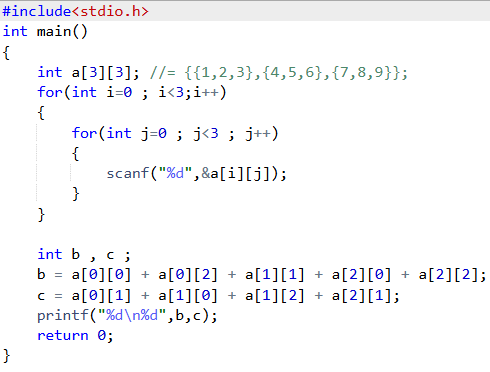 #include<stdio.h>
int main()
{
    int a[3][3]; //= {{1,2,3},{4,5,6},{7,8,9}};
    for(int i=0 ; i<3;i++)
    {
        for(int j=0 ; j<3 ; j++)
        {
            scanf("%d",&a[i][j]);
        }
    }

    int b , c ;
    b = a[0][0] + a[0][2] + a[1][1] + a[2][0] + a[2][2];
    c = a[0][1] + a[1][0] + a[1][2] + a[2][1];
    printf("%d\n%d",b,c);
    return 0;
}